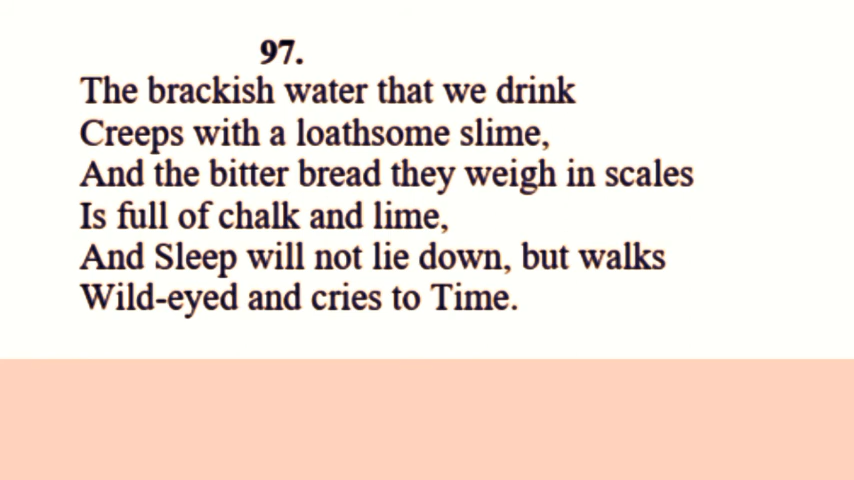 97.
The brackish water that we drink
Creeps with a loathsome slime,
And the bitter bread they weigh in scales
Is full of chalk and lime,
And Sleep will not lie down, but walks
Wild-eyed and cries to Time.